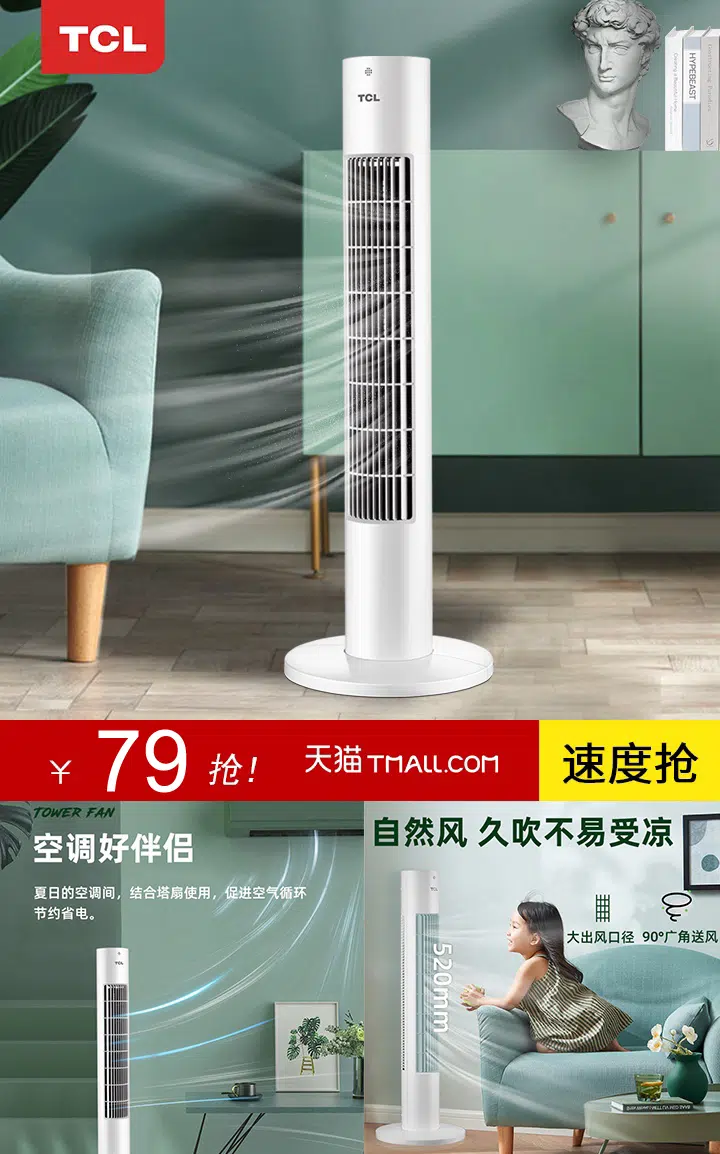 TCL
TCL
HYPEBEAST
¥ 79 抢！
天猫 TMALL.COM
速度抢
TOWER FAN
空调好伴侣
夏日的空调间，结合塔扇使用，促进空气循环
节约省电。
TCL
自然风 久吹不易受凉
TCL
大出风口径 90°广角送风
520mm